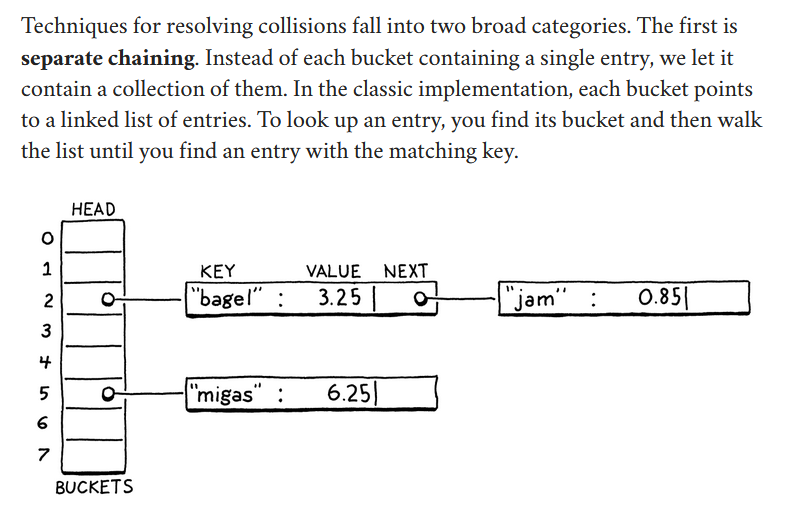 Techniques for resolving collisions fall into two broad categories. The first is
separate chaining. Instead of each bucket containing a single entry, we let it
contain a collection of them. In the classic implementation, each bucket points
to a linked list of entries. To look up an entry, you find its bucket and then walk
the list until you find an entry with the matching key.
HEAD
0
1
KEY VALUE NEXT
2 "bagel" : 3.25 "jam" : 0.85
3
4
5 "migas" : 6.25
6
7
BUCKETS